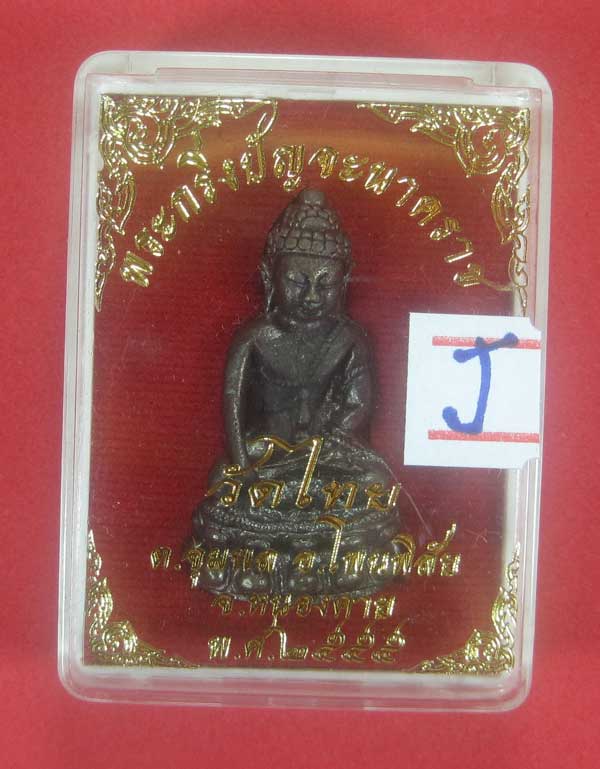 พระกริ่งปัญจะนาคราช
J
วัดไทย
ต.ชุมพล อ.โพนพิสัย
จ.หนองคาย
พ.ศ.๒๕๕๕